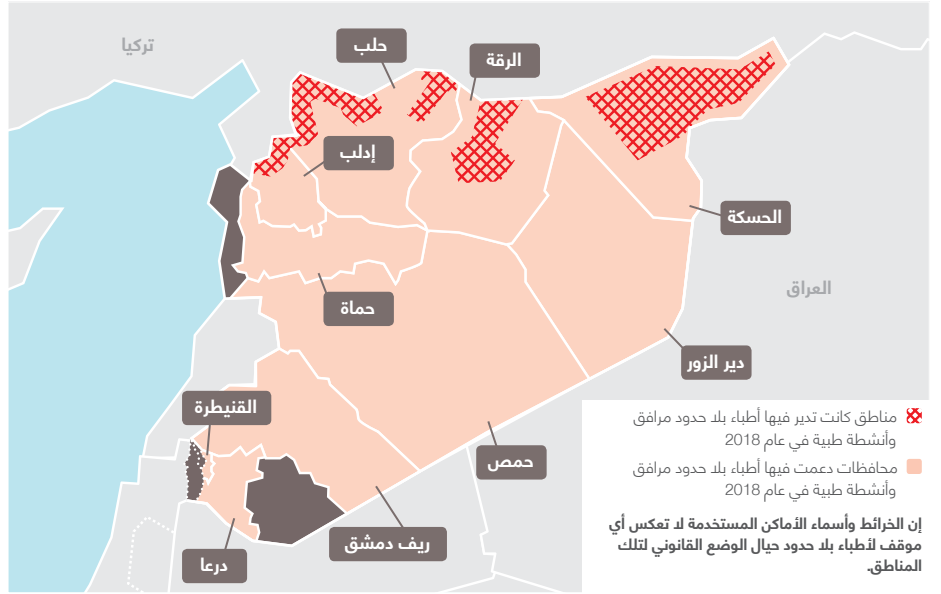 تركيا
حلب
الرقة
إدلب
الحسكة
العراق
حماة
دير الزور
القنيطرة
حمص
ريف دمشق
درعا
مناطق كانت تدير فيها أطباء بلا حدود مرافق
وأنشطة طبية في عام 2018
محافظات دعمت فيها أطباء بلا حدود مرافق
وأنشطة طبية في عام 2018
إن الخرائط وأسماء الأماكن المستخدمة لا تعكس أي
موقف لأطباء بلا حدود حيال الوضع القانوني لتلك
المناطق.